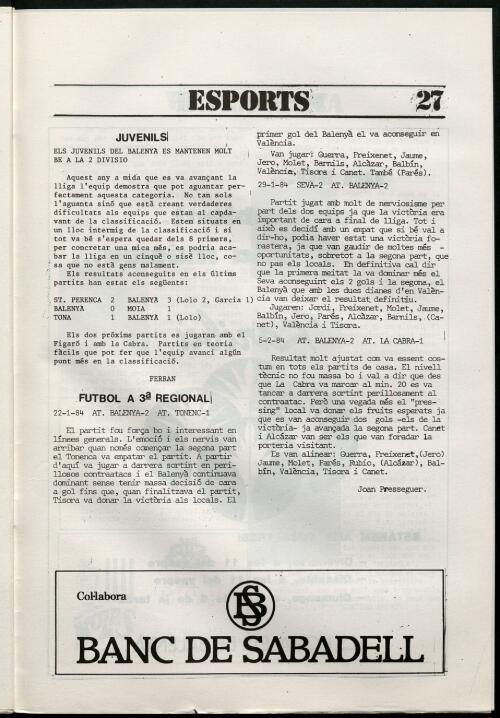 ESPORTS 27
JUVENILS
ELS JUVENILS DEL BALENYÀ ES MANTENEN MOLT
BE A LA 2 DIVISIO
Aquest any a mida que es va avançant la
lliga l'equip demostra que pot aguantar per-
fectament aquesta categoria. No tam sols
l'aguanta sinó que està creant verdaderes
dificultats als equips que estan al capda-
vant de la classificació. Estem situats en
un lloc intermig de la classificació i si
tot va bé s'espera quedar dels 8 primers,
per concretar una mica més, es podria aca-
bar la lliga en un cinquè o sisè lloc, co-
sa que no està gens malament.
Els resultats aconseguits en els últims
partits han estat els següents:
ST. PERENCA 2 BALENYÀ 3 (Lolo 2, Garcia 1)
BALENYÀ 0 MOIA
TONA 1 BALENYÀ 1 (Lolo)
Els dos pròxims partits es jugaran amb el
Figaró i amb la Cabra. Partits en teoria
fàcils que pot fer que l'equip avanci algún
punt més en la classificació.
FERRAN
FUTBOL A 3ª REGIONAL
22-1-84 AT. BALENYA-2 AT. TONENC-1
El partit fou força bo i interessant en
línees generals. L'emoció i els nervis van
arribar quan només començar la segona part
el Tonenca va empatar el partit. A partir
d'aquí va jugar a darrera sortint en peri-
llosos contraatacs i el Balenyà continuava
dominant sense tenir massa decisió de cara
a gol fins que, quan finalitzava el partit,
Tisora va donar la victòria als locals. El
primer gol del Balenyà el va aconseguir en
València.
Van jugar: Guerra, Preixenet, Jaume,
Jero, Molet, Bernils, Alcàzar, Balbín,
València, Tisora i Canet. També (Parés).
29-1-84 SEVA-2 AT. BALENYA-2
Partit jugat amb molt de nerviosisme per
part dels dos equips ja que la victòria era
important de cara a final de lliga. Tot i
això es decidí amb un empat que si bé val a
dir-ho, podia haver estat una victòria fo-
rastera, ja que van gaudir de moltes més -
oportunitats, sobretot a la segona part, que
no pas els locals. En definitiva cal dir
que la primera meitat la va dominar més el
Seva aconseguint els 2 gols i la segona, el
Balenyà que amb les dues dianes d'en Valèn-
cia van deixar el resultat definitiu.
Jugaren: Jordi, Preixenet, Molet, Jaume,
Balbín, Jero, Parés, Alcàzar, Bernils, (Ca-
net), València i Tisora.
5-2-84 AT. BALENYA-2 AT. LA CABRA-1
Resultat molt ajustat com va essent cos-
tum en tots els partits de casa. El nivell
tècnic no fou massa bo i val a dir que des
que La Cabra va marcar al min. 20 es va
tancar a darrera sortint perillosament al
contraatac. Però una vegada més el "pres-
sing" local va donar els fruits esperats ja
que es van aconseguir dos gols -els de la
victòria- ja avançada la segona part. Canet
i Alcázar van ser els que van foradar la
porteria visitant.
Es van alinear: Guerra, Preixenet, (Jero)
Jaume, Molet, Parés, Rubio, (Alcázar), Bal-
bín, València, Tisora i Canet.
Joan Presseguer.
Col·labora
BS
BANC DE SABADELL